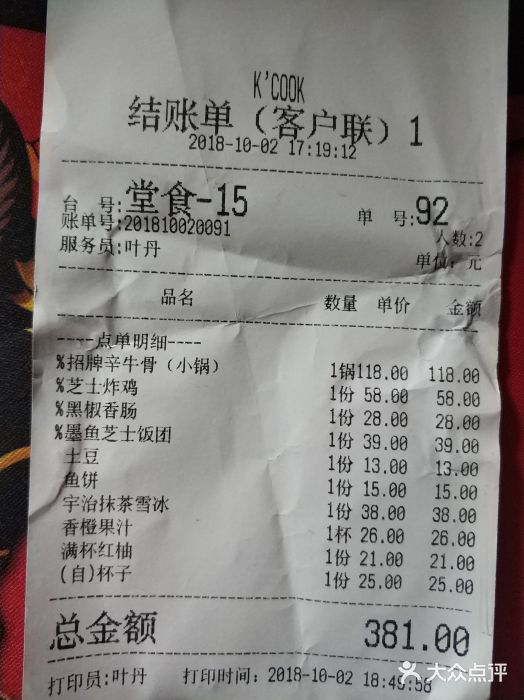 K'COOK
结账单（客户联）1
2018-10-02 17:19:12
台 号:堂食-15 单 号:92
账单号:201810020091 人数:2
服务员:叶丹 单位: 元
品名 数量 单价 金额
----点单明细----
%招牌辛牛骨（小锅） 1锅118.00 118.00
%芝士炸鸡 1份 58.00 58.00
%黑椒香肠 1份 28.00 28.00
%墨鱼芝士饭团 1份 39.00 39.00
土豆 1份 13.00 13.00
鱼饼 1份 15.00 15.00
宇治抹茶雪冰 1份 38.00 38.00
香橙果汁 1杯 26.00 26.00
满杯红柚 1份 21.00 21.00
(自)杯子 1份 25.00 25.00
总金额 381.00
打印员:叶丹 打印时间: 2018-10-02 18:49:58
大众点评